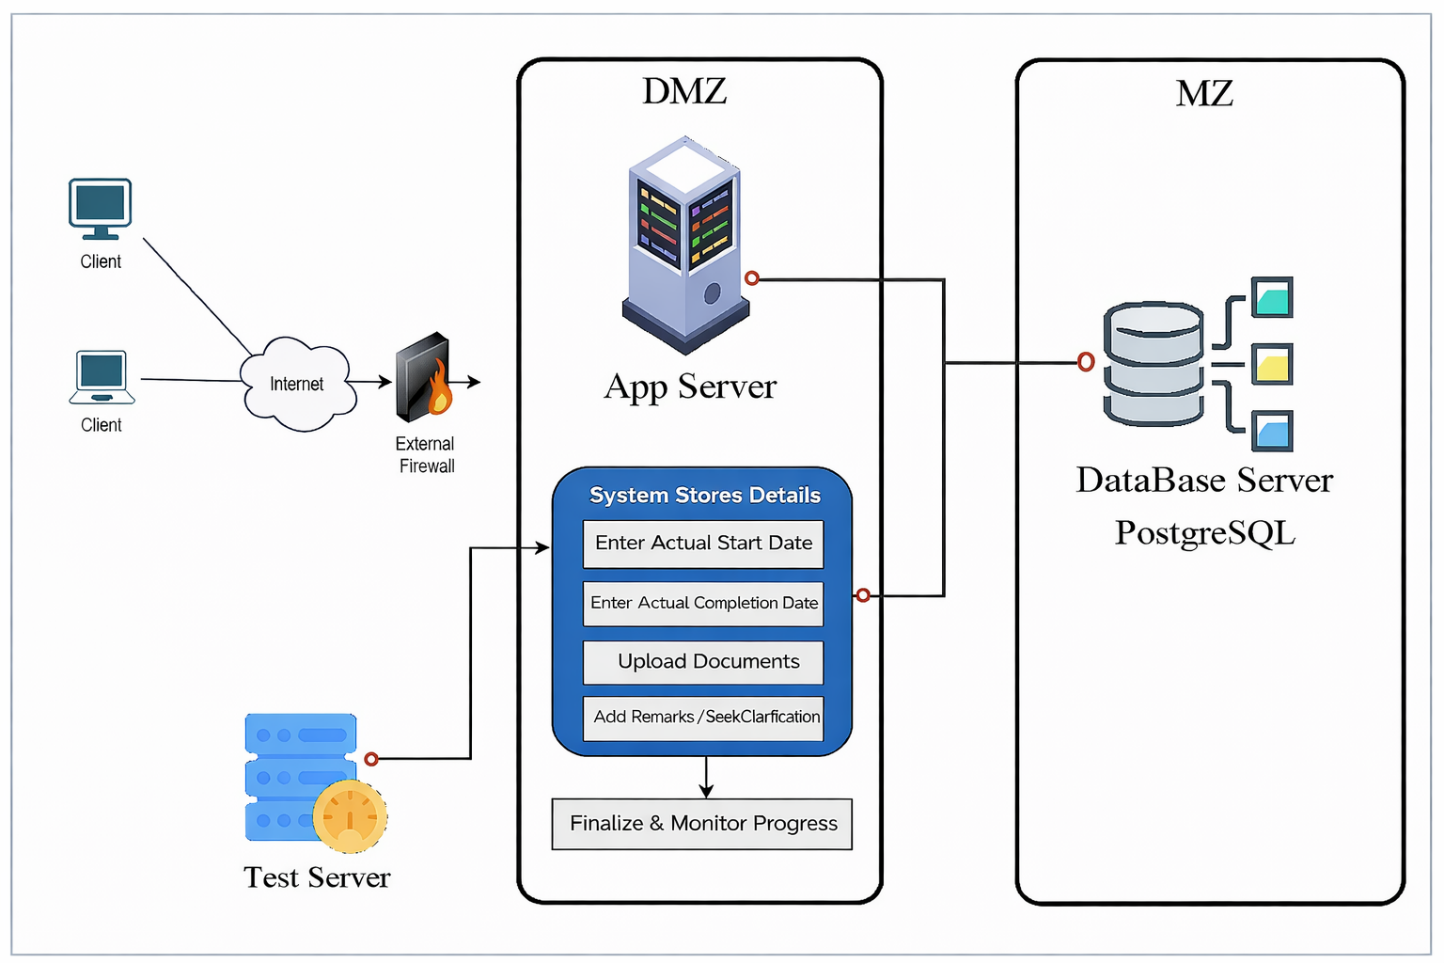 DMZ
MZ
Client
Client
Internet
External
Firewall
App Server
DataBase Server
PostgreSQL
System Stores Details
Enter Actual Start Date
Enter Actual Completion Date
Upload Documents
Add Remarks/SeekClarfication
Finalize & Monitor Progress
Test Server